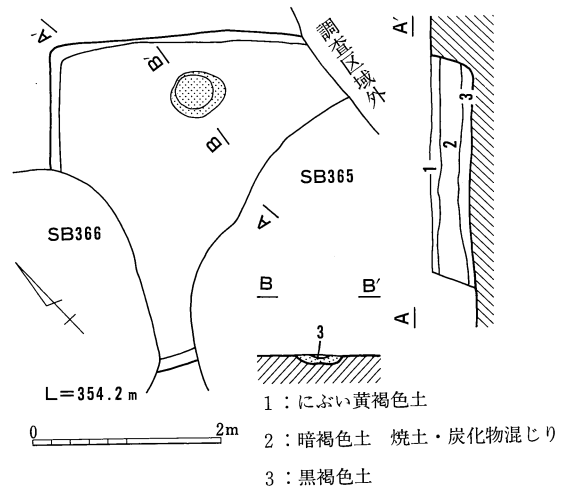 A′
B′
調査区域外
A′
3
2
1
B
SB365
A
SB366
B B′
A
3
L=354.2m
0 2m
1：にぶい黄褐色土
2：暗褐色土 焼土・炭化物混じり
3：黒褐色土